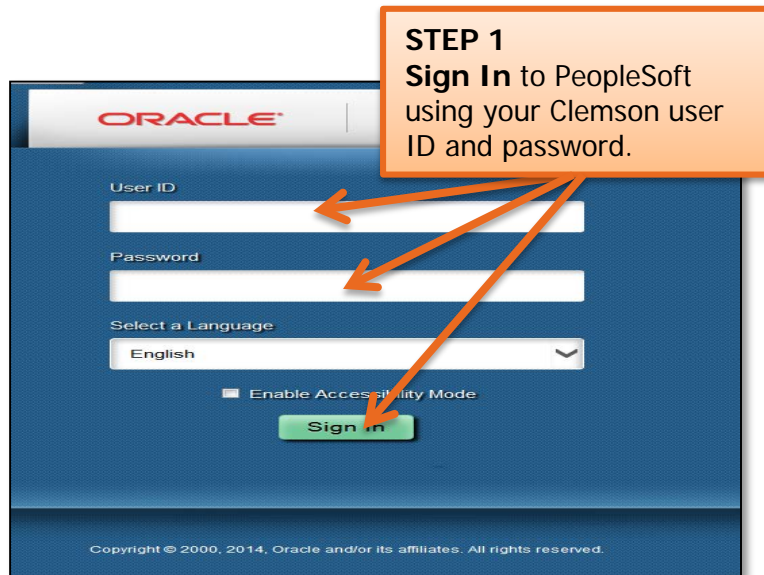 STEP 1
Sign In to PeopleSoft
using your Clemson user
ID and password.
ORACLE
User ID
Password
Select a Language
English
Enable Accessibility Mode
Sign In
Copyright © 2000, 2014, Oracle and/or its affiliates. All rights reserved.